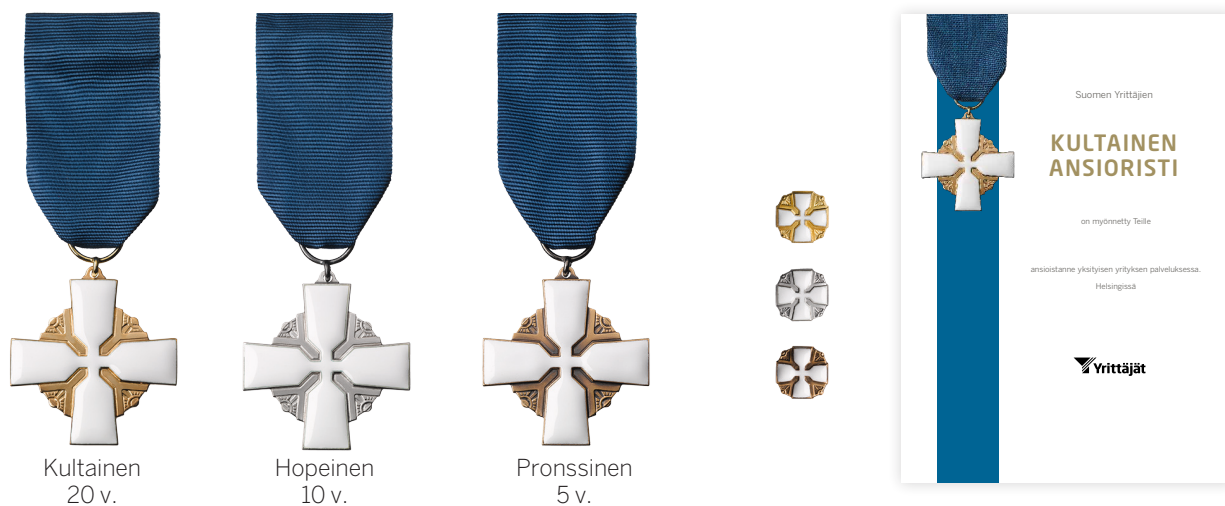 Kultainen
20 v.
Hopeinen
10 v.
Pronssinen
5 v.
Suomen Yrittäjien
KULTAINEN
ANSIORISTI
on myönnetty Teille
ansioistanne yksityisen yrityksen palveluksessa.
Helsingissä
Yrittäjät